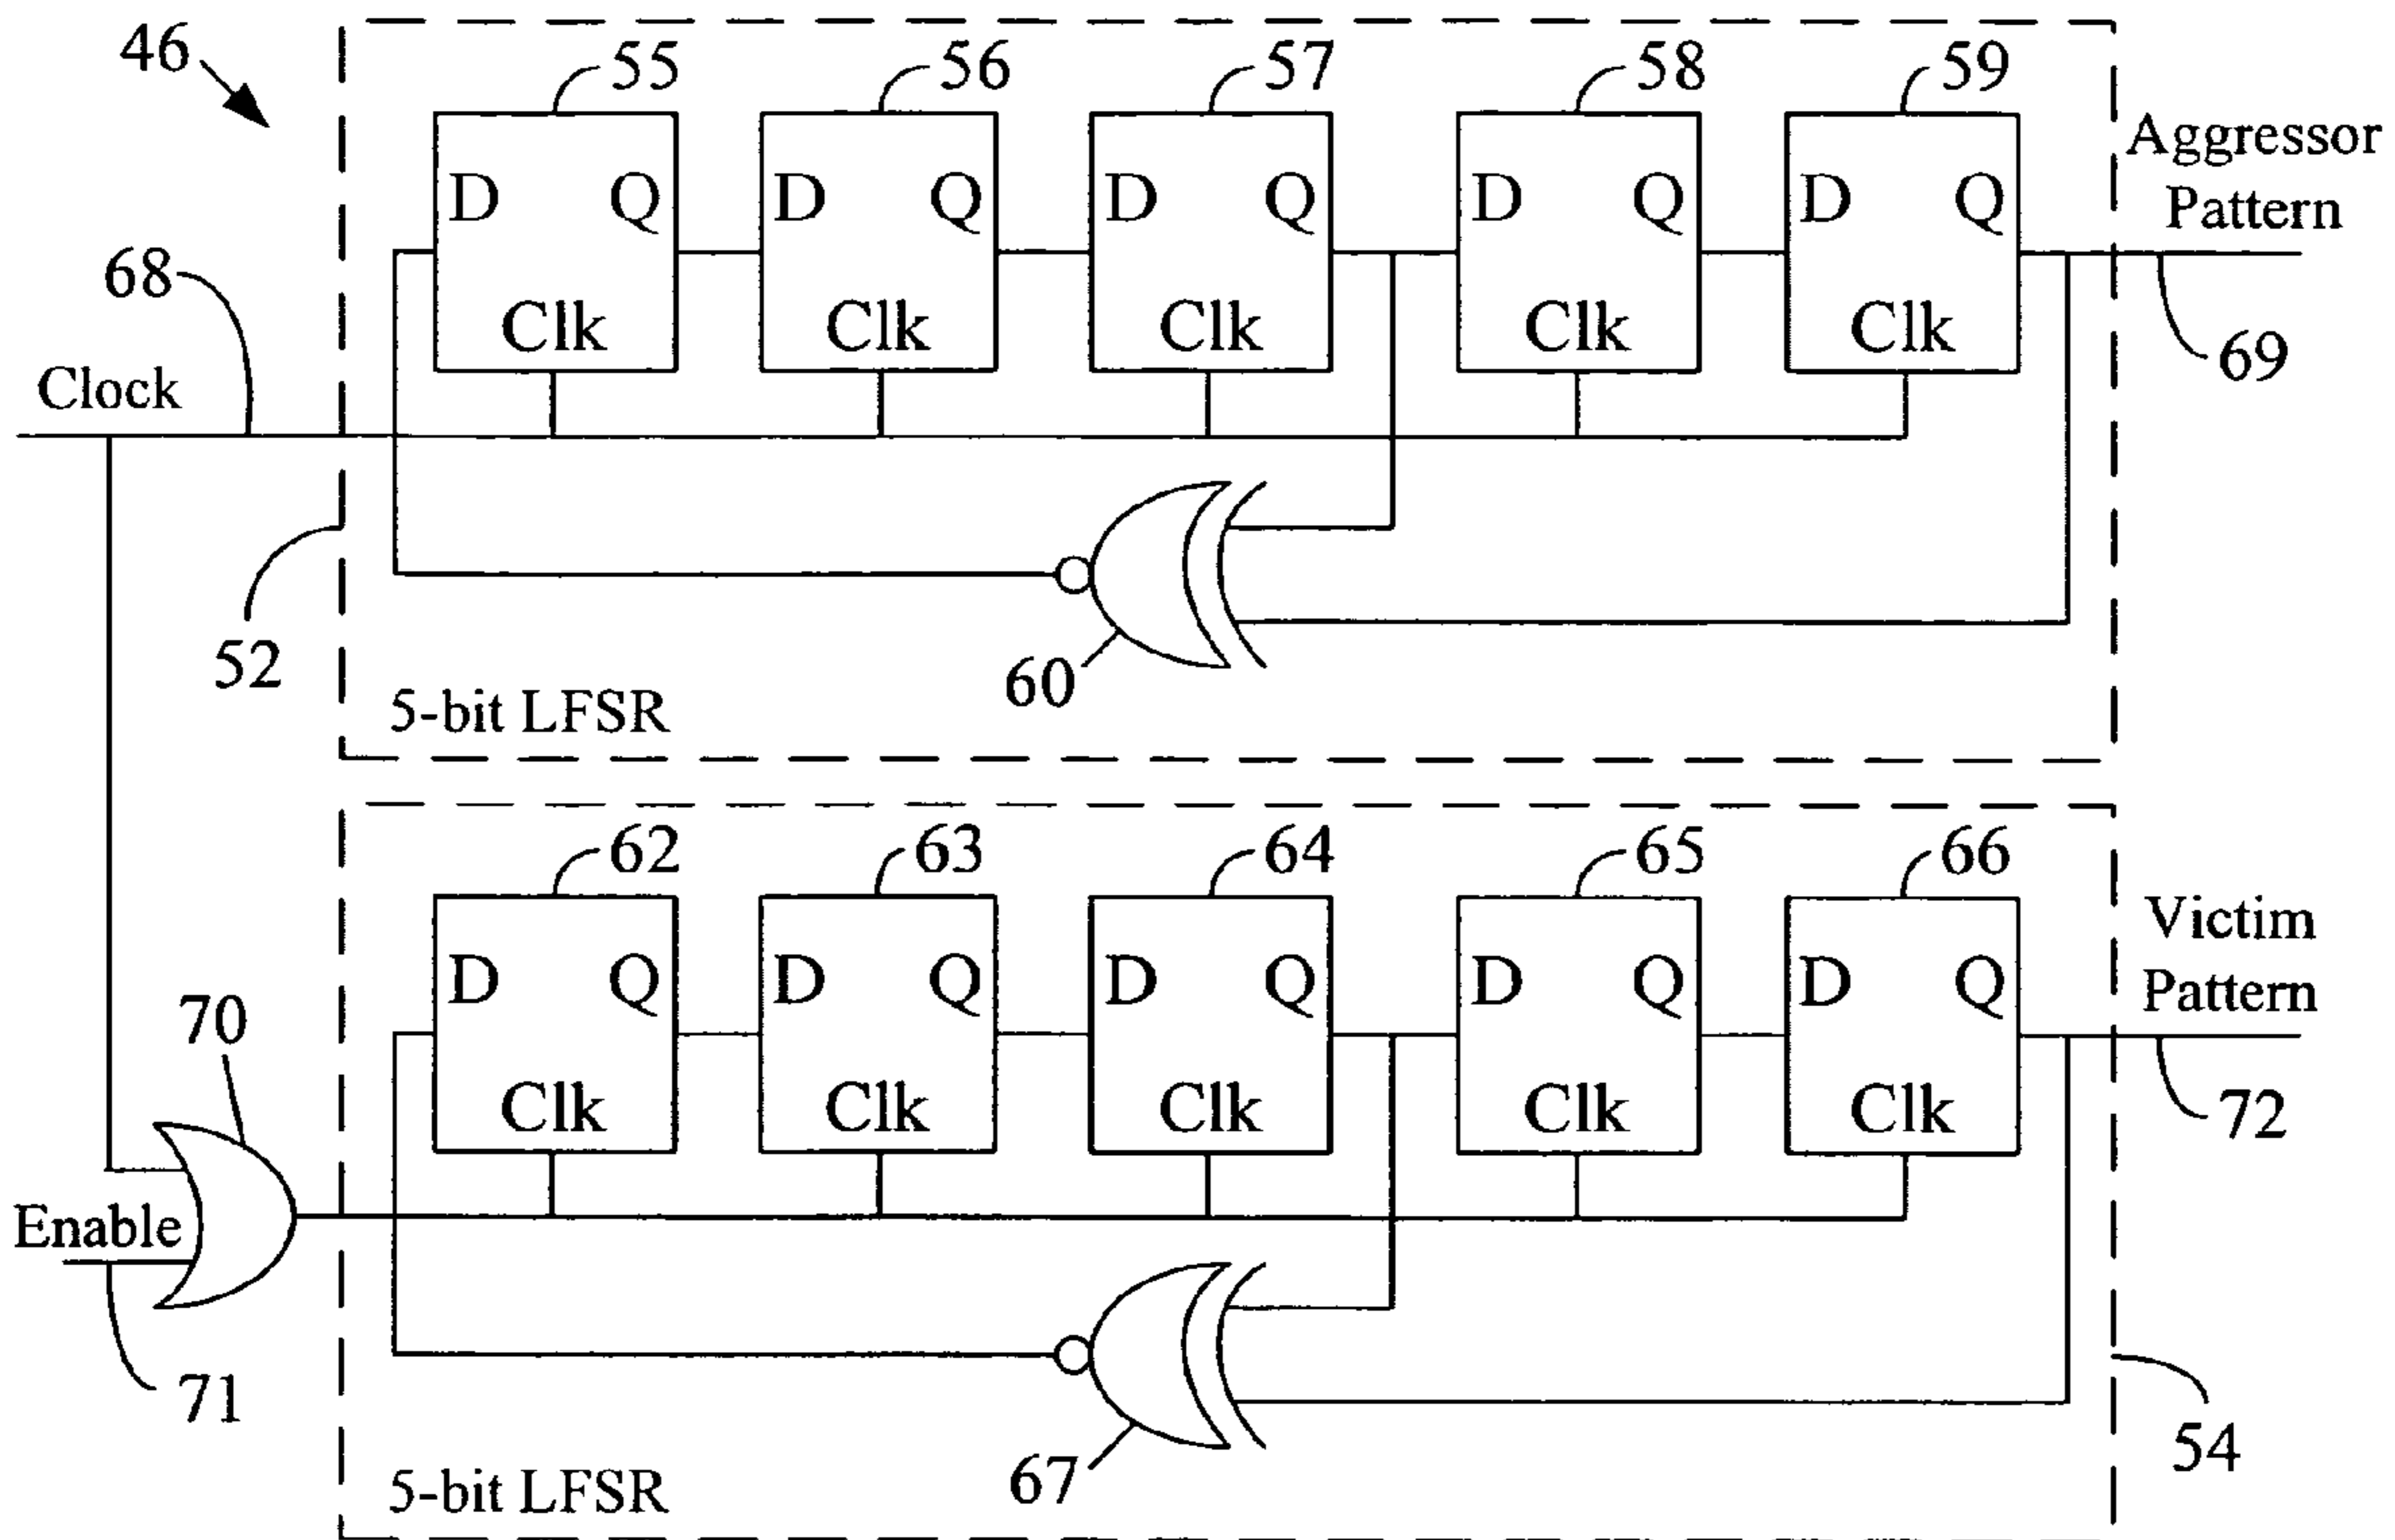 46
55
56
57
58
59
D Q
Clk
D Q
Clk
D Q
Clk
D Q
Clk
D Q
Clk
Aggressor
Pattern
69
68
Clock
52
60
5-bit LFSR
62
63
64
65
66
D Q
Clk
D Q
Clk
D Q
Clk
D Q
Clk
D Q
Clk
Victim
Pattern
72
70
Enable
71
67
54
5-bit LFSR